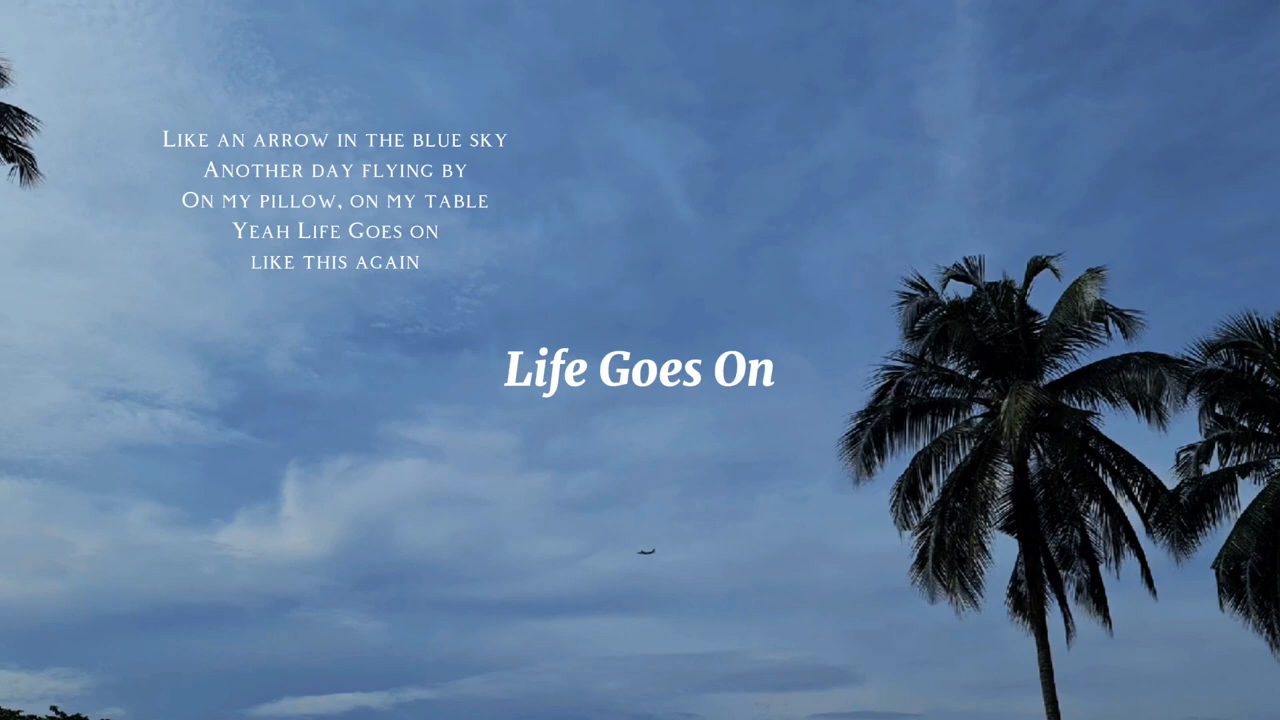 Like an arrow in the blue sky
Another day flying by
On my pillow, on my table
Yeah Life Goes on
like this again
Life Goes On